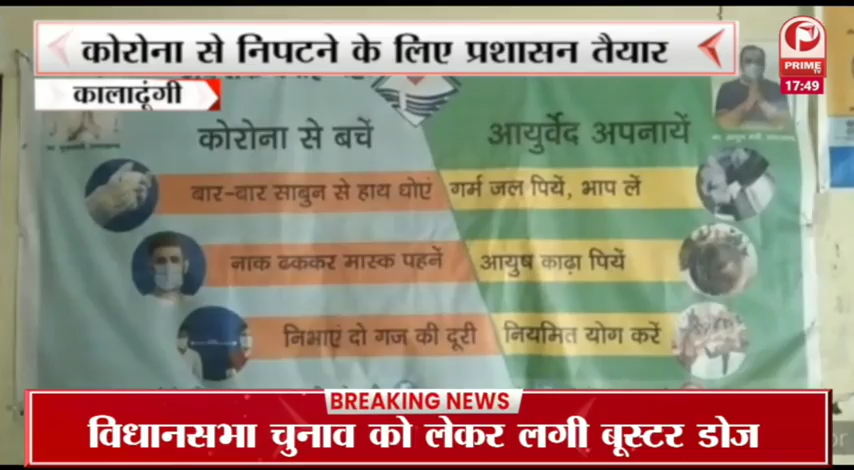 कोरोना से निपटने के लिए प्रशासन तैयार
PRIME TV
17:49
कालाढूंगी
कोरोना से बचें
आयुर्वेद अपनायें
बार-बार साबुन से हाथ धोएं
गर्म जल पियें, भाप लें
नाक ढककर मास्क पहनें
आयुष काढ़ा पियें
निभाएं दो गज की दूरी
नियमित योग करें
BREAKING NEWS
विधानसभा चुनाव को लेकर लगी बूस्टर डोज